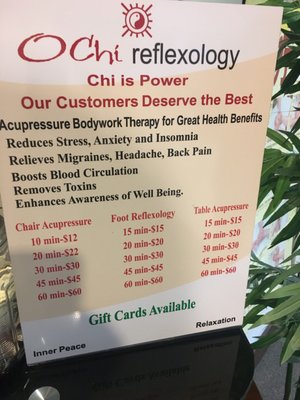 OChi reflexology
Chi is Power
Our Customers Deserve the Best
Acupressure Bodywork Therapy for Great Health Benefits
Reduces Stress, Anxiety and Insomnia
Relieves Migraines, Headache, Back Pain
Boosts Blood Circulation
Removes Toxins
Enhances Awareness of Well Being.
Chair Acupressure
10 min-$12
20 min-$22
30 min-$30
45 min-$45
60 min-$60
Foot Reflexology
15 min-$15
20 min-$20
30 min-$30
45 min-$45
60 min-$60
Table Acupressure
15 min-$15
20 min-$20
30 min-$30
45 min-$45
60 min-$60
Gift Cards Available
Inner Peace
Relaxation